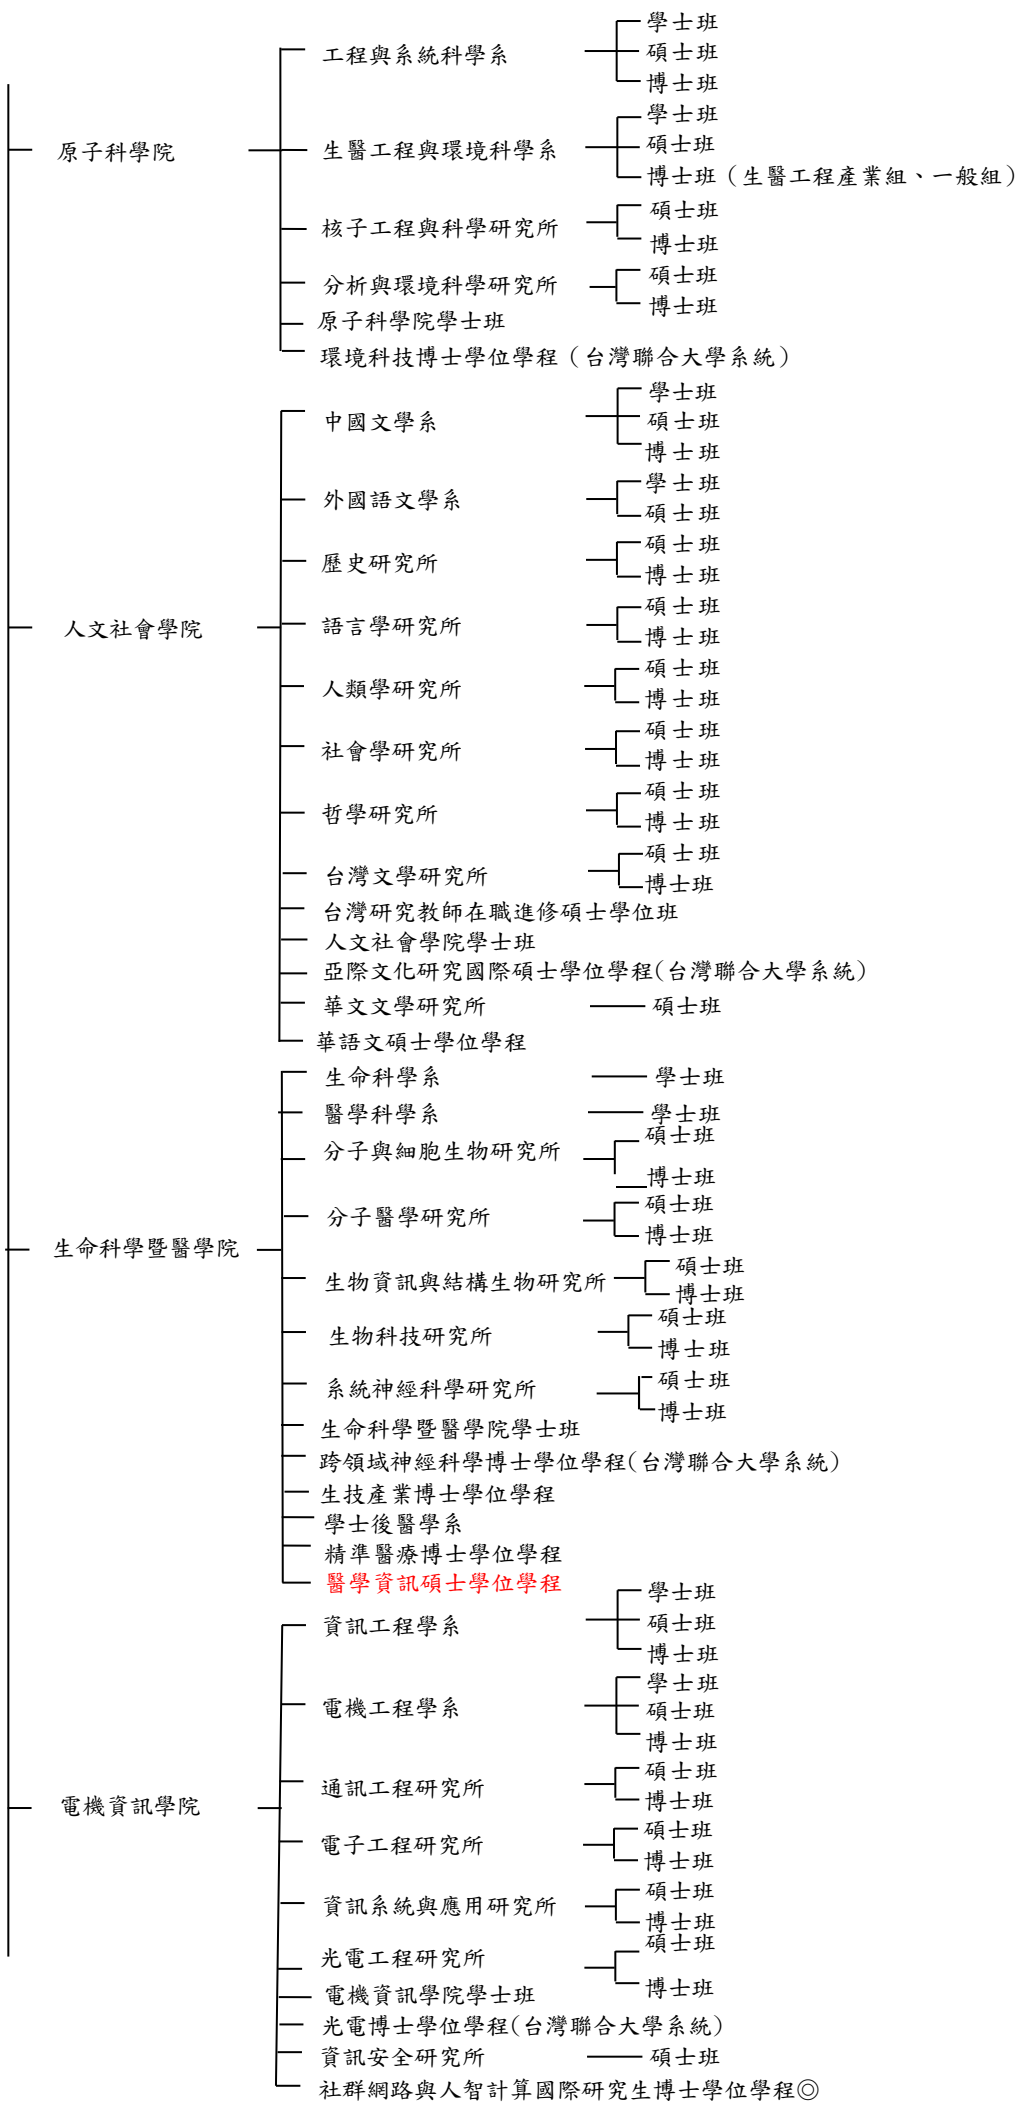 原子科學院
工程與系統科學系
學士班
碩士班
博士班
生醫工程與環境科學系
學士班
碩士班
博士班（生醫工程產業組、一般組）
核子工程與科學研究所
碩士班
博士班
分析與環境科學研究所
碩士班
博士班
原子科學院學士班
環境科技博士學位學程（台灣聯合大學系統）
人文社會學院
中國文學系
學士班
碩士班
博士班
外國語文學系
學士班
碩士班
歷史研究所
碩士班
博士班
語言學研究所
碩士班
博士班
人類學研究所
碩士班
博士班
社會學研究所
碩士班
博士班
哲學研究所
碩士班
博士班
台灣文學研究所
碩士班
博士班
台灣研究教師在職進修碩士學位班
人文社會學院學士班
亞際文化研究國際碩士學位學程(台灣聯合大學系統)
華文文學研究所
碩士班
華語文碩士學位學程
生命科學暨醫學院
生命科學系
學士班
醫學科學系
學士班
分子與細胞生物研究所
碩士班
博士班
分子醫學研究所
碩士班
博士班
生物資訊與結構生物研究所
碩士班
博士班
生物科技研究所
碩士班
博士班
系統神經科學研究所
碩士班
博士班
生命科學暨醫學院學士班
跨領域神經科學博士學位學程(台灣聯合大學系統)
生技產業博士學位學程
學士後醫學系
精準醫療博士學位學程
醫學資訊碩士學位學程
電機資訊學院
資訊工程學系
學士班
碩士班
博士班
電機工程學系
學士班
碩士班
博士班
通訊工程研究所
碩士班
博士班
電子工程研究所
碩士班
博士班
資訊系統與應用研究所
碩士班
博士班
光電工程研究所
碩士班
博士班
電機資訊學院學士班
光電博士學位學程(台灣聯合大學系統)
資訊安全研究所
碩士班
社群網路與人智計算國際研究生博士學位學程◎